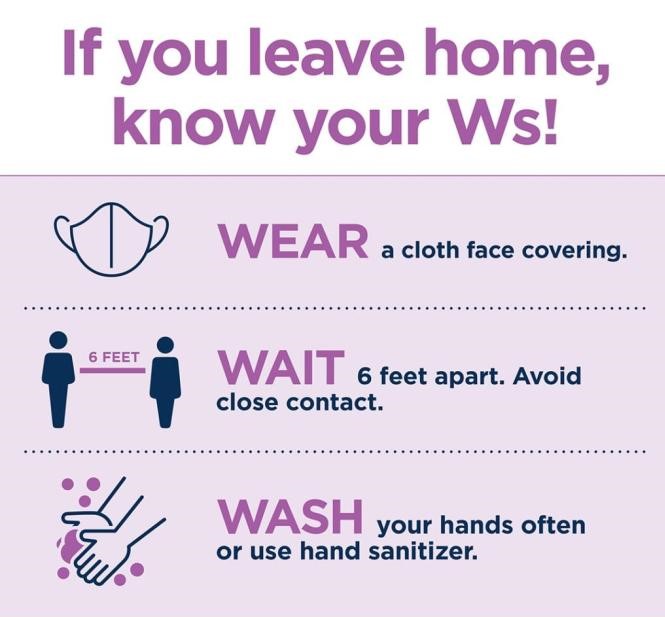 If you leave home,
know your Ws!
WEAR a cloth face covering.
6 FEET
WAIT 6 feet apart. Avoid
close contact.
WASH your hands often
or use hand sanitizer.